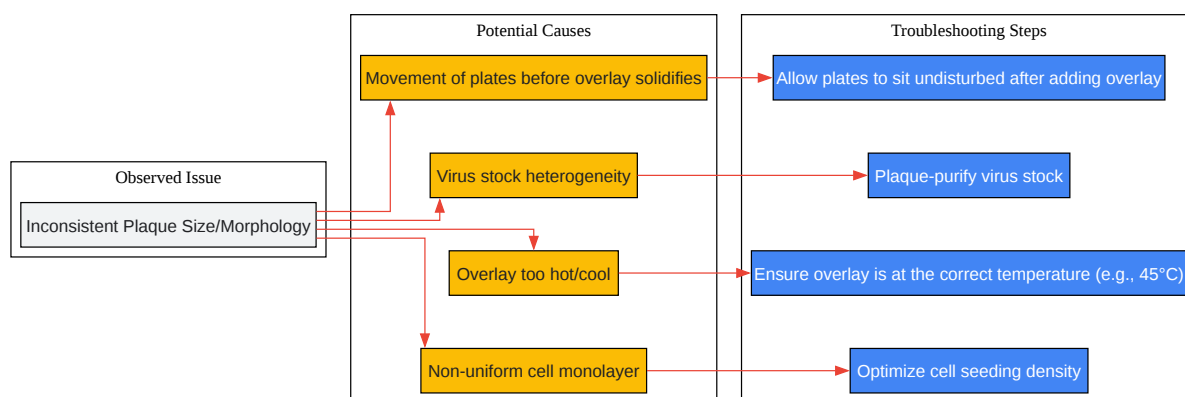 Potential Causes
Troubleshooting Steps
Movement of plates before overlay solidifies
Allow plates to sit undisturbed after adding overlay
Observed Issue
Virus stock heterogeneity
Plaque-purify virus stock
Inconsistent Plaque Size/Morphology
Overlay too hot/cool
Ensure overlay is at the correct temperature (e.g., 45°C)
Non-uniform cell monolayer
Optimize cell seeding density